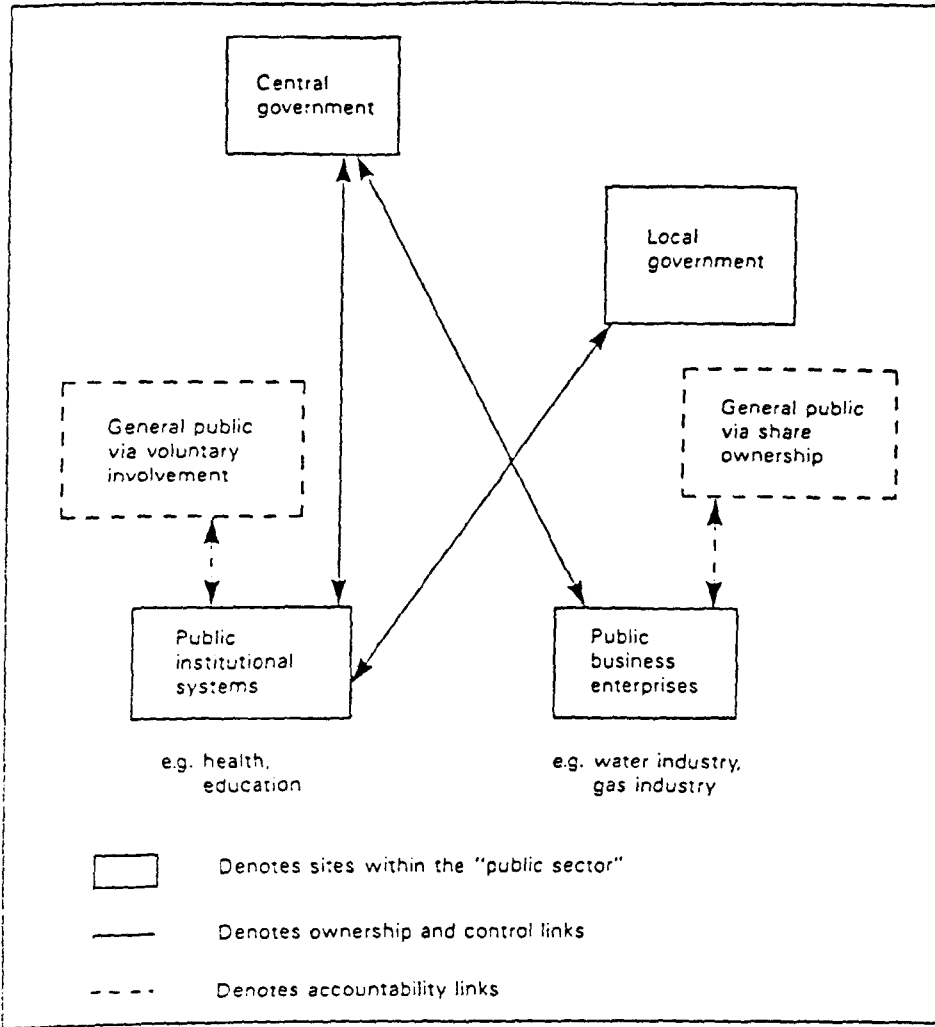 Central
government
Local
government
General public
via voluntary
involvement
General public
via share
ownership
Public
institutional
systems
Public
business
enterprises
e.g. health,
education
e.g. water industry,
gas industry
Denotes sites within the "public sector"
Denotes ownership and control links
Denotes accountability links